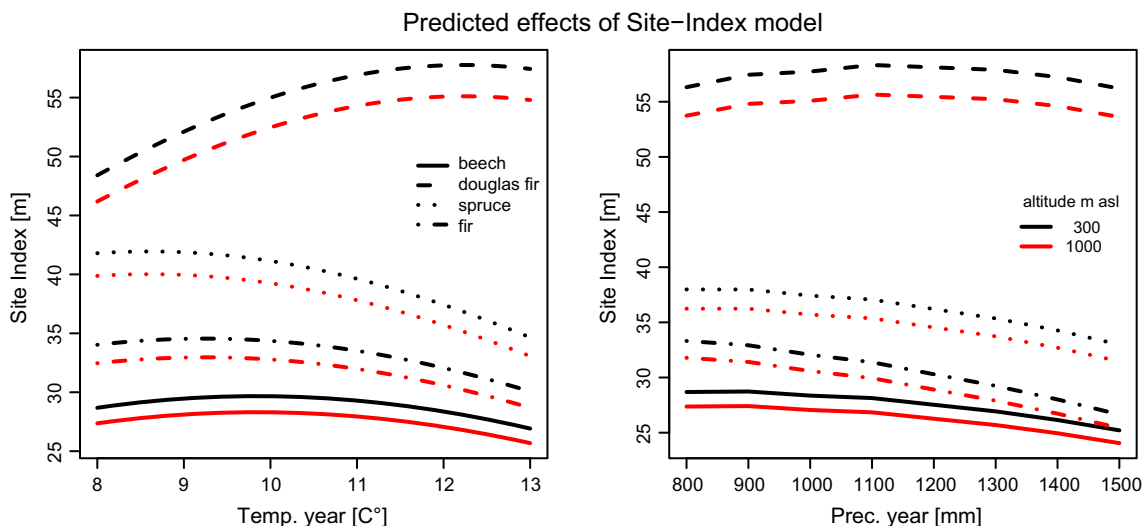 Predicted effects of Site−Index model
Site Index [m]
55
50
45
40
35
30
25
beech
douglas fir
spruce
fir
8 9 10 11 12 13
Temp. year [C°]
Site Index [m]
55
50
45
40
35
30
25
altitude m asl
300
1000
800 900 1000 1100 1200 1300 1400 1500
Prec. year [mm]